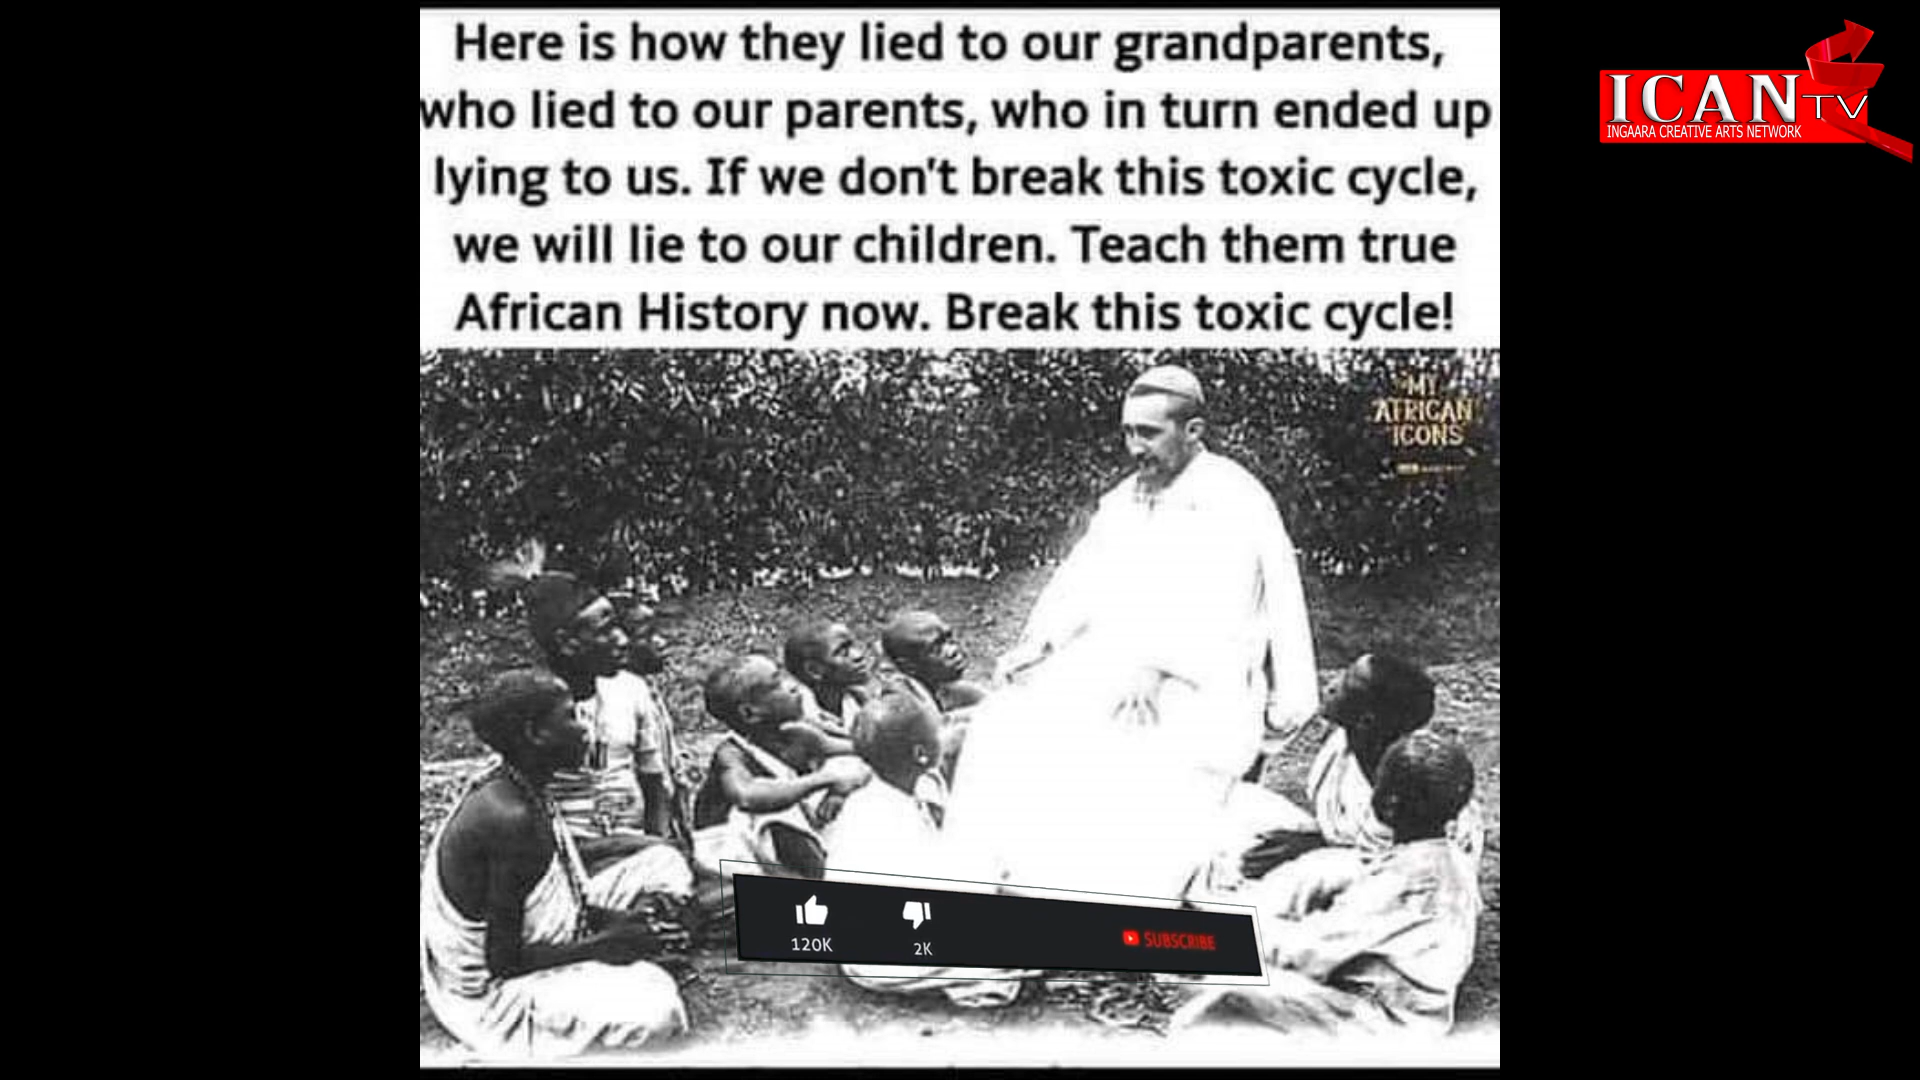 Here is how they lied to our grandparents,
who lied to our parents, who in turn ended up
lying to us. If we don't break this toxic cycle,
we will lie to our children. Teach them true
African History now. Break this toxic cycle!
ICAN TV
INGAARA CREATIVE ARTS NETWORK
MY
AFRICAN
ICONS
120K
2K
SUBSCRIBE